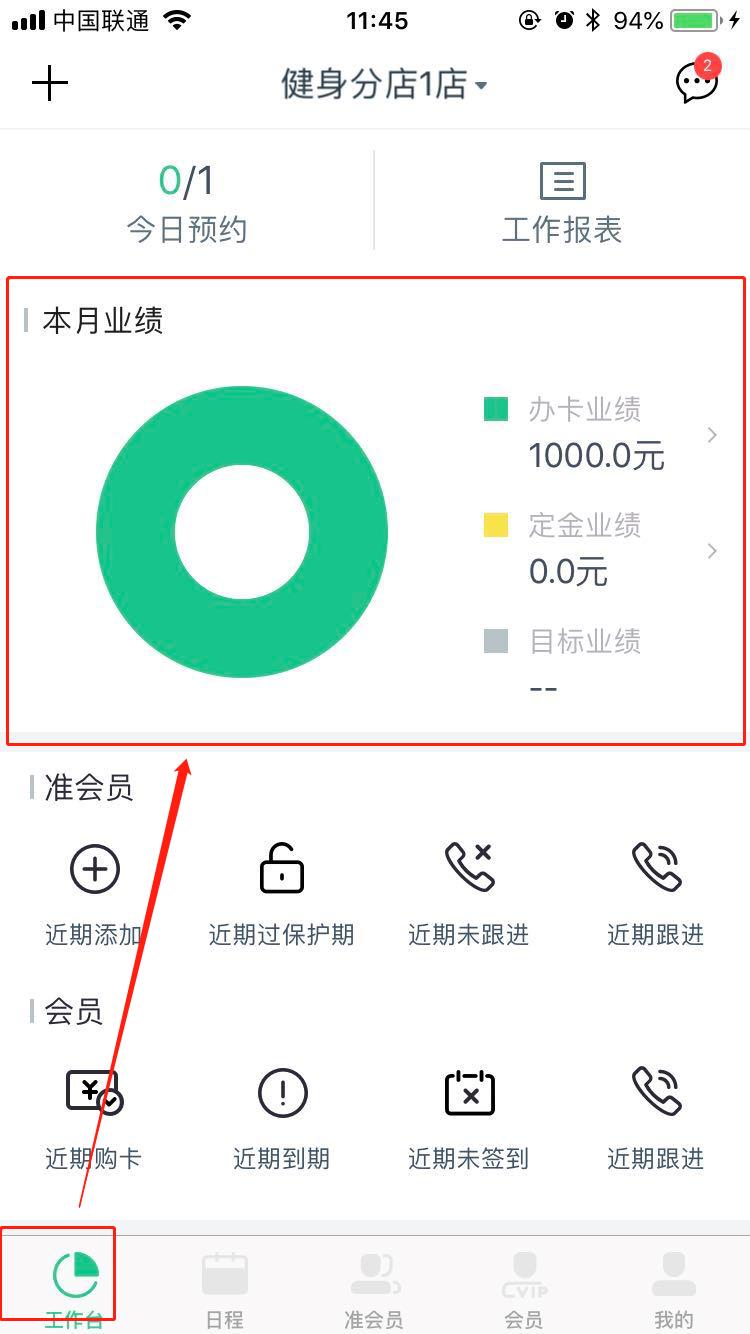 中国联通 11:45 94%
健身分店1店
2
0/1
今日预约 工作报表
本月业绩
办卡业绩
1000.0元
定金业绩
0.0元
目标业绩
--
准会员
近期添加 近期过保护期 近期未跟进 近期跟进
会员
近期购卡 近期到期 近期未签到 近期跟进
CVIP
工作台 日程 准会员 会员 我的